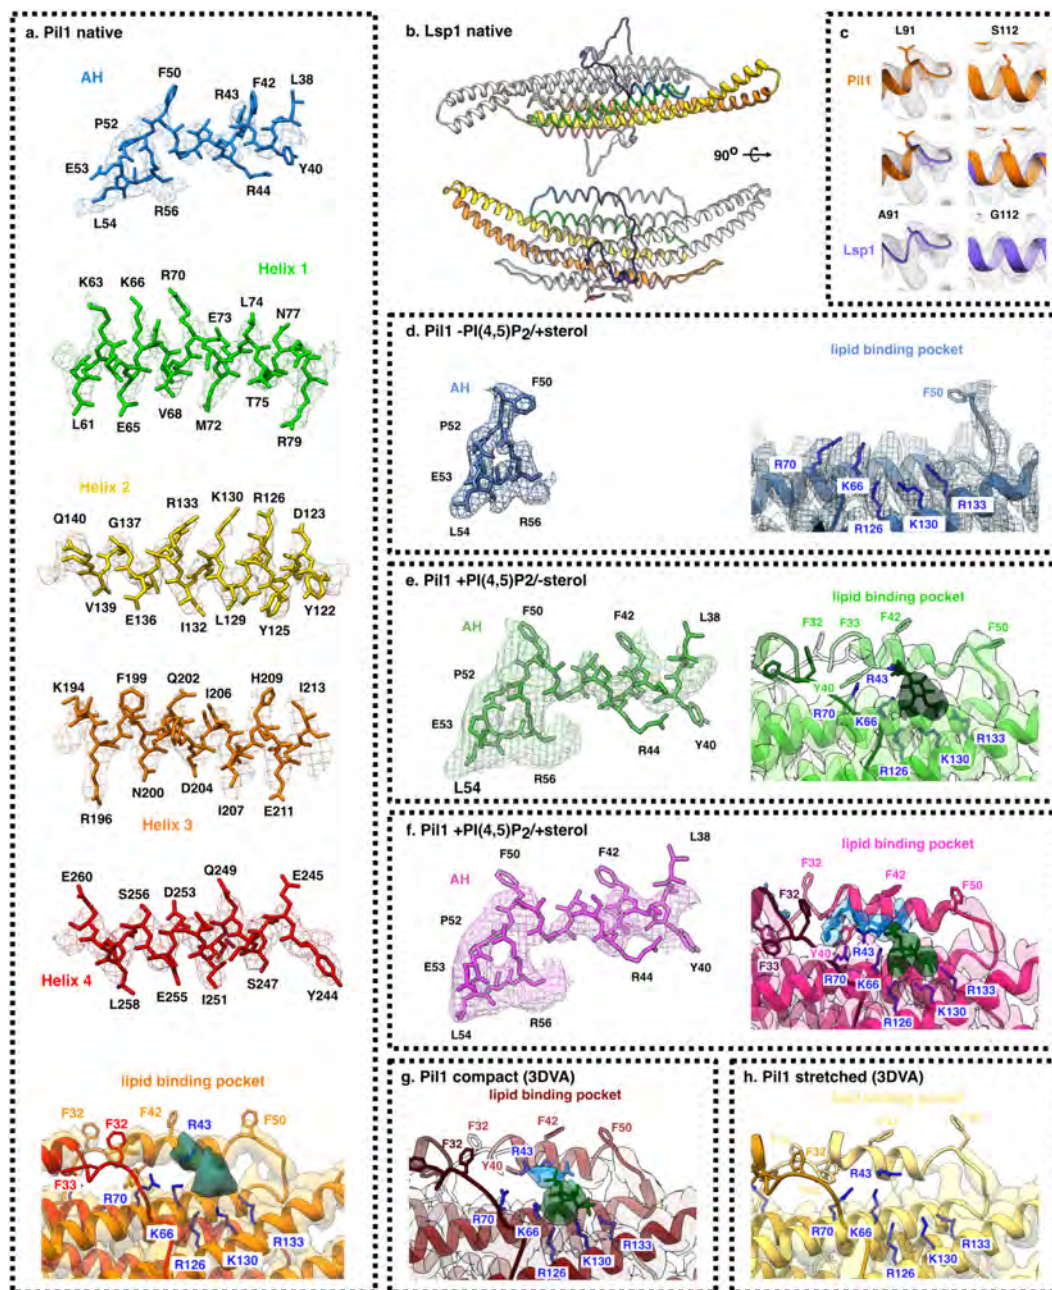 a. Pil1 native
AH
F50
L38
F42
R43
P52
E53
Y40
R44
L54
R56
R70
Helix 1
K63
K66
L74
N77
E73
V68
T75
L61
E65
M72
R79
Helix 2
K130
R126
R133
D123
Q140
G137
V139
E136
L129
Y122
I132
Y125
K194
F199
Q202
H209
I206
I213
N200
D204
R196
I207
E211
Helix 3
Q249
E260
D253
E245
S256
Helix 4
S247
E255
L258
I251
Y244
lipid binding pocket
F32
F32
F42
R43
F50
F33
R70
K66
R133
R126
K130
b. Lsp1 native
90º
c
L91
S112
Pil1
A91
G112
Lsp1
d. Pil1 -PI(4,5)P2/+sterol
lipid binding pocket
AH
F50
P52
E53
L54
R56
F50
R70
K66
R133
R126
K130
e. Pil1 +PI(4,5)P2/-sterol
lipid binding pocket
AH
F50
F42
L38
P52
E53
R44
Y40
R56
L54
F32
F33
F42
F50
R43
Y40
R70
K66
R133
K130
R126
f. Pil1 +PI(4,5)P2/+sterol
lipid binding pocket
AH
F50
F42
L38
P52
E53
R44
Y40
R56
L54
F32
F42
F32
F50
Y40
R43
F33
R70
K66
R133
K130
R126
g. Pil1 compact (3DVA)
lipid binding pocket
F32
F42
F50
F32
R43
Y40
R70
K66
R133
K130
R126
h. Pil1 stretched (3DVA)
binding pocket
F32
R43
R70
K66
R133
K130
R126